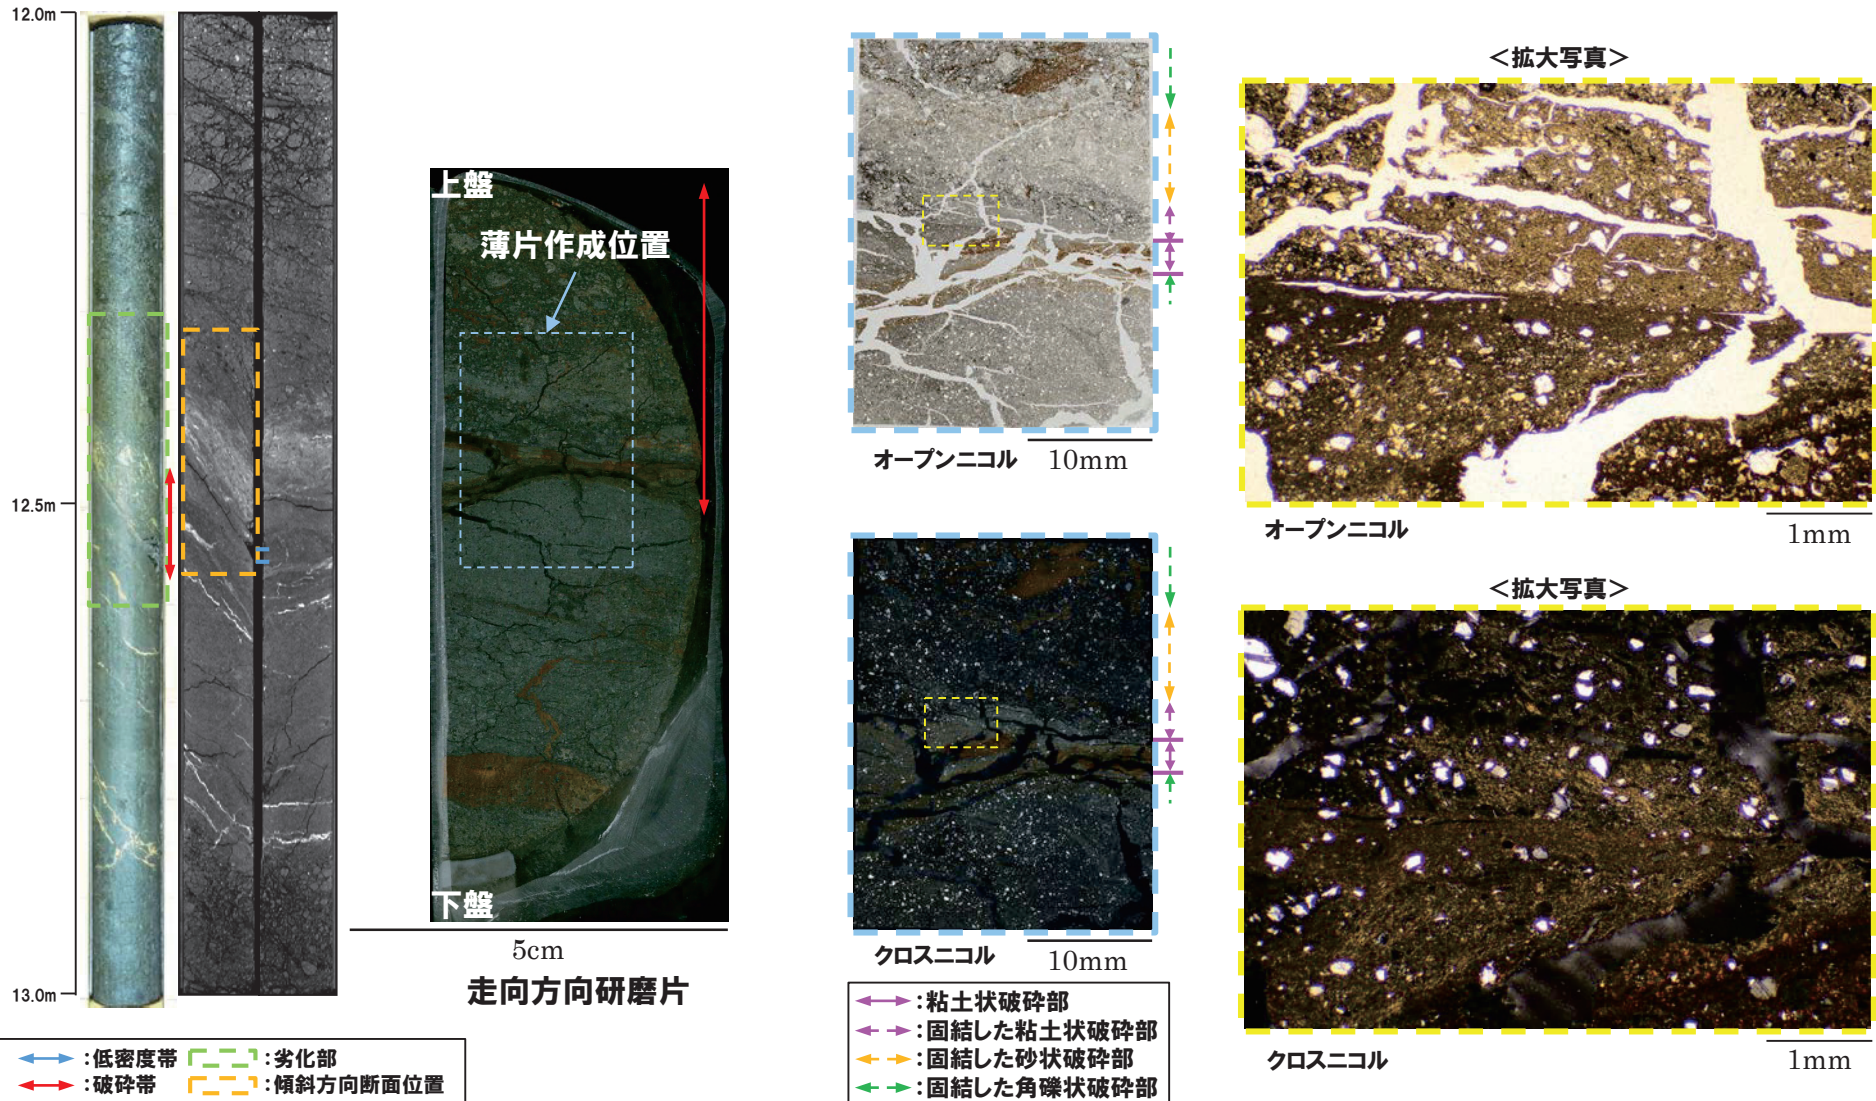 12.0m
12.5m
13.0m
上盤
薄片作成位置
下盤
5cm
走向方向研磨片
:低密度帯
:劣化部
:破砕帯
:傾斜方向断面位置
オープンニコル
10mm
クロスニコル
10mm
:粘土状破砕部
:固結した粘土状破砕部
:固結した砂状破砕部
:固結した角礫状破砕部
＜拡大写真＞
オープンニコル
1mm
＜拡大写真＞
クロスニコル
1mm